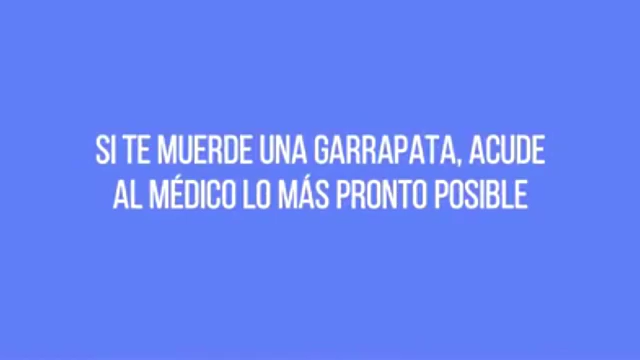 SI TE MUERDE UNA GARRAPATA, ACUDE
AL MÉDICO LO MÁS PRONTO POSIBLE